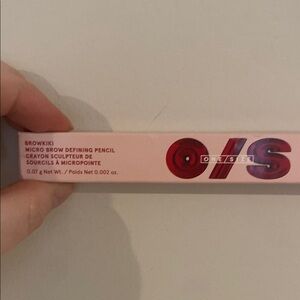 BROWKIKI
MICRO BROW DEFINING PENCIL
CRAYON SCULPTEUR DE
SOURCILS À MICROPOINTE
0.07 g Net Wt. / Poids Net 0.002 oz.
O/S
ONE/SIZE